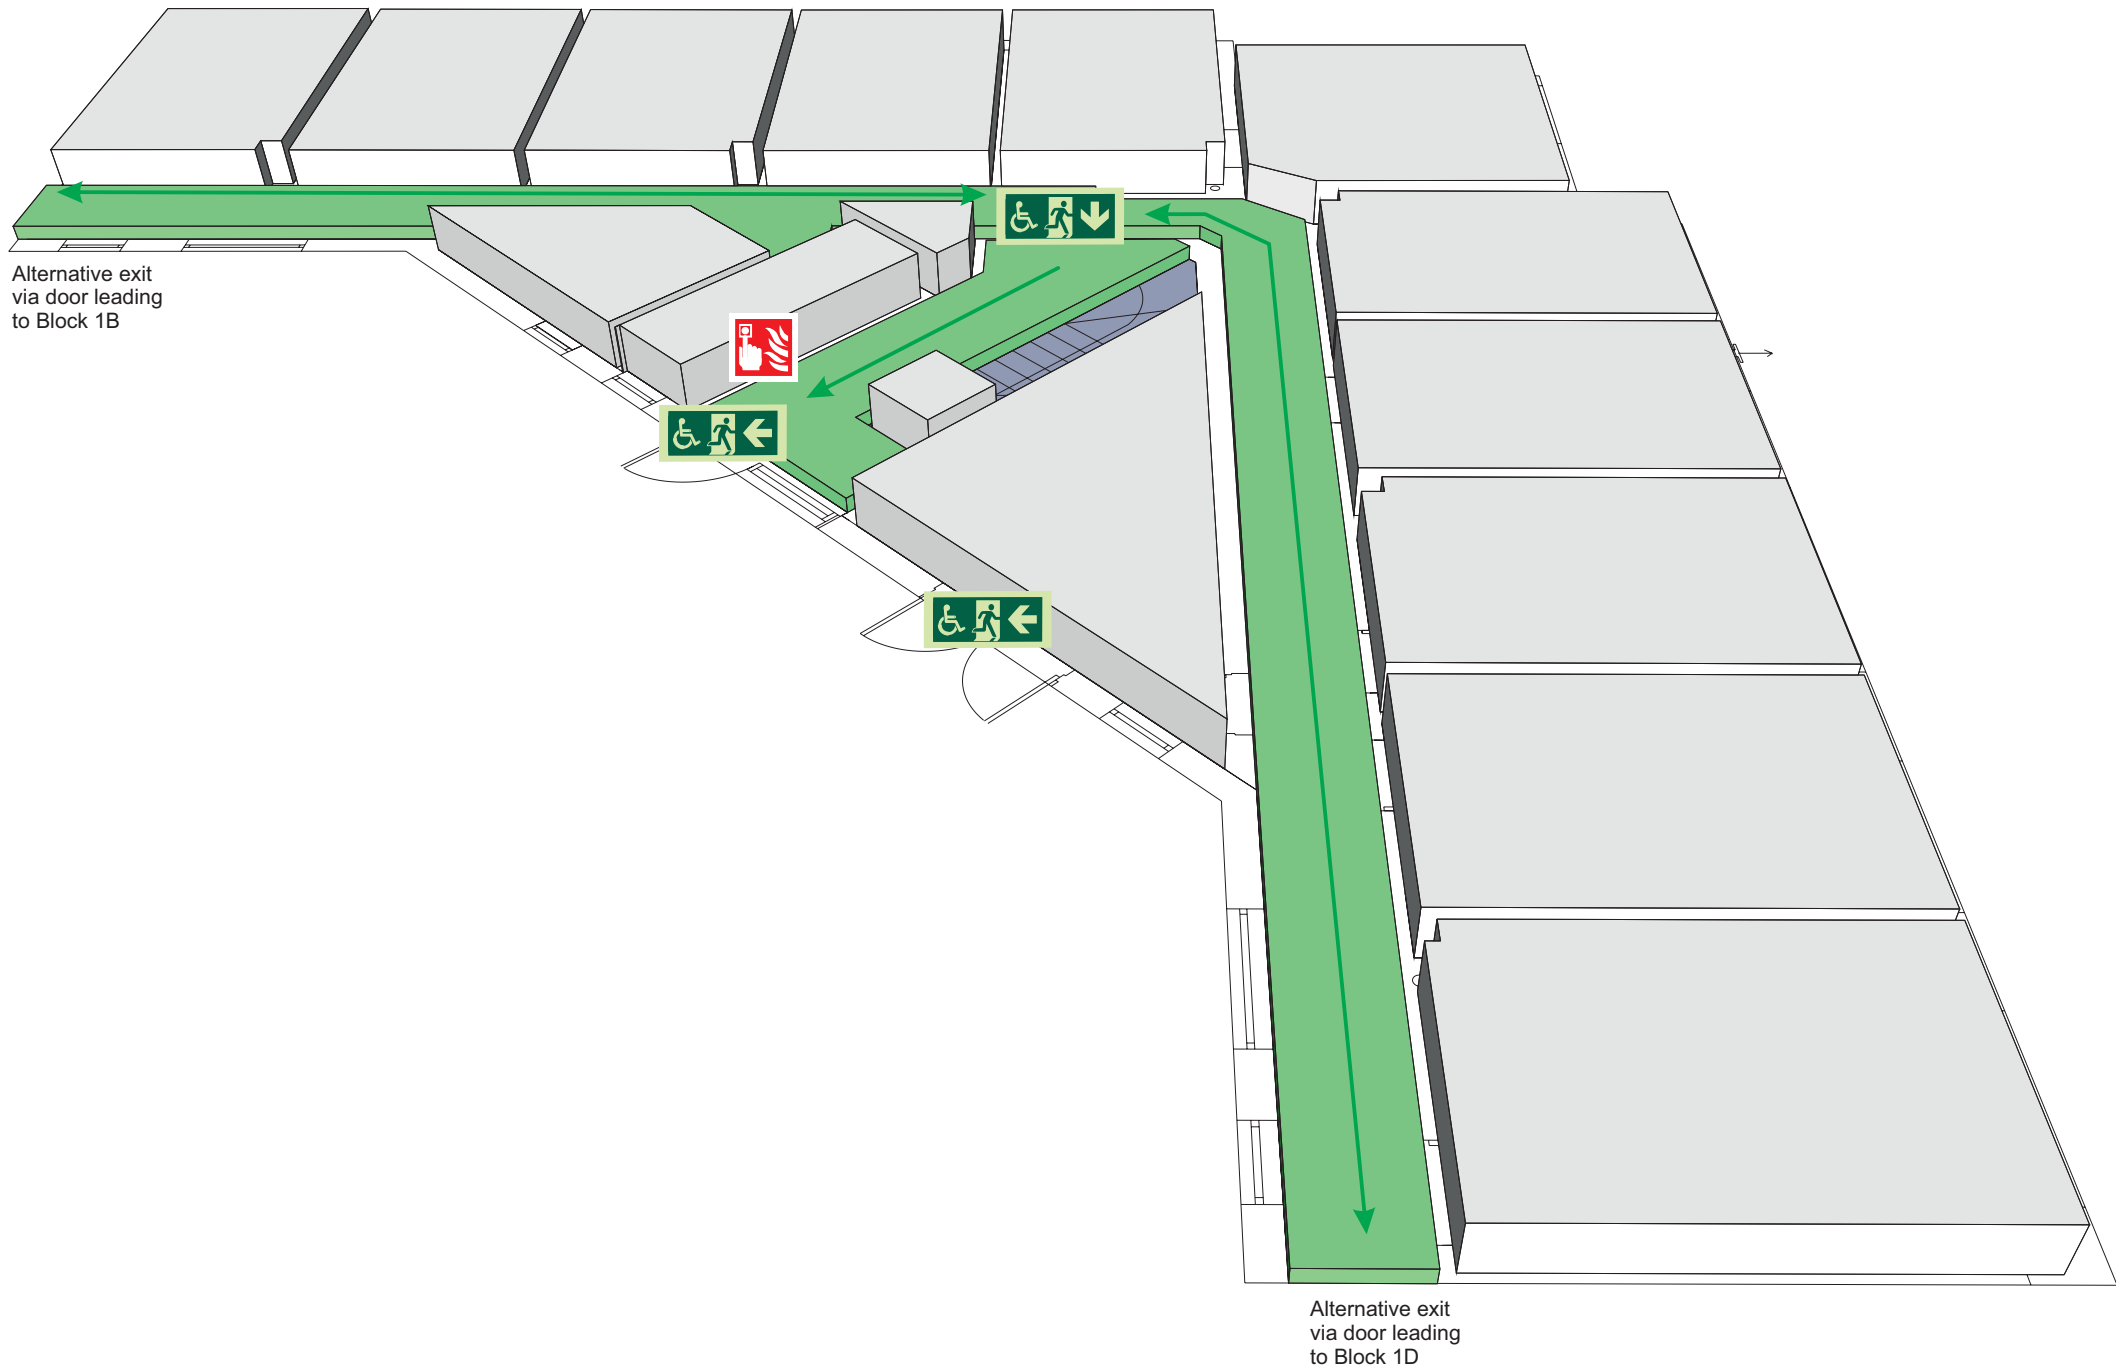 Alternative exit
via door leading
to Block 1B
Alternative exit
via door leading
to Block 1D